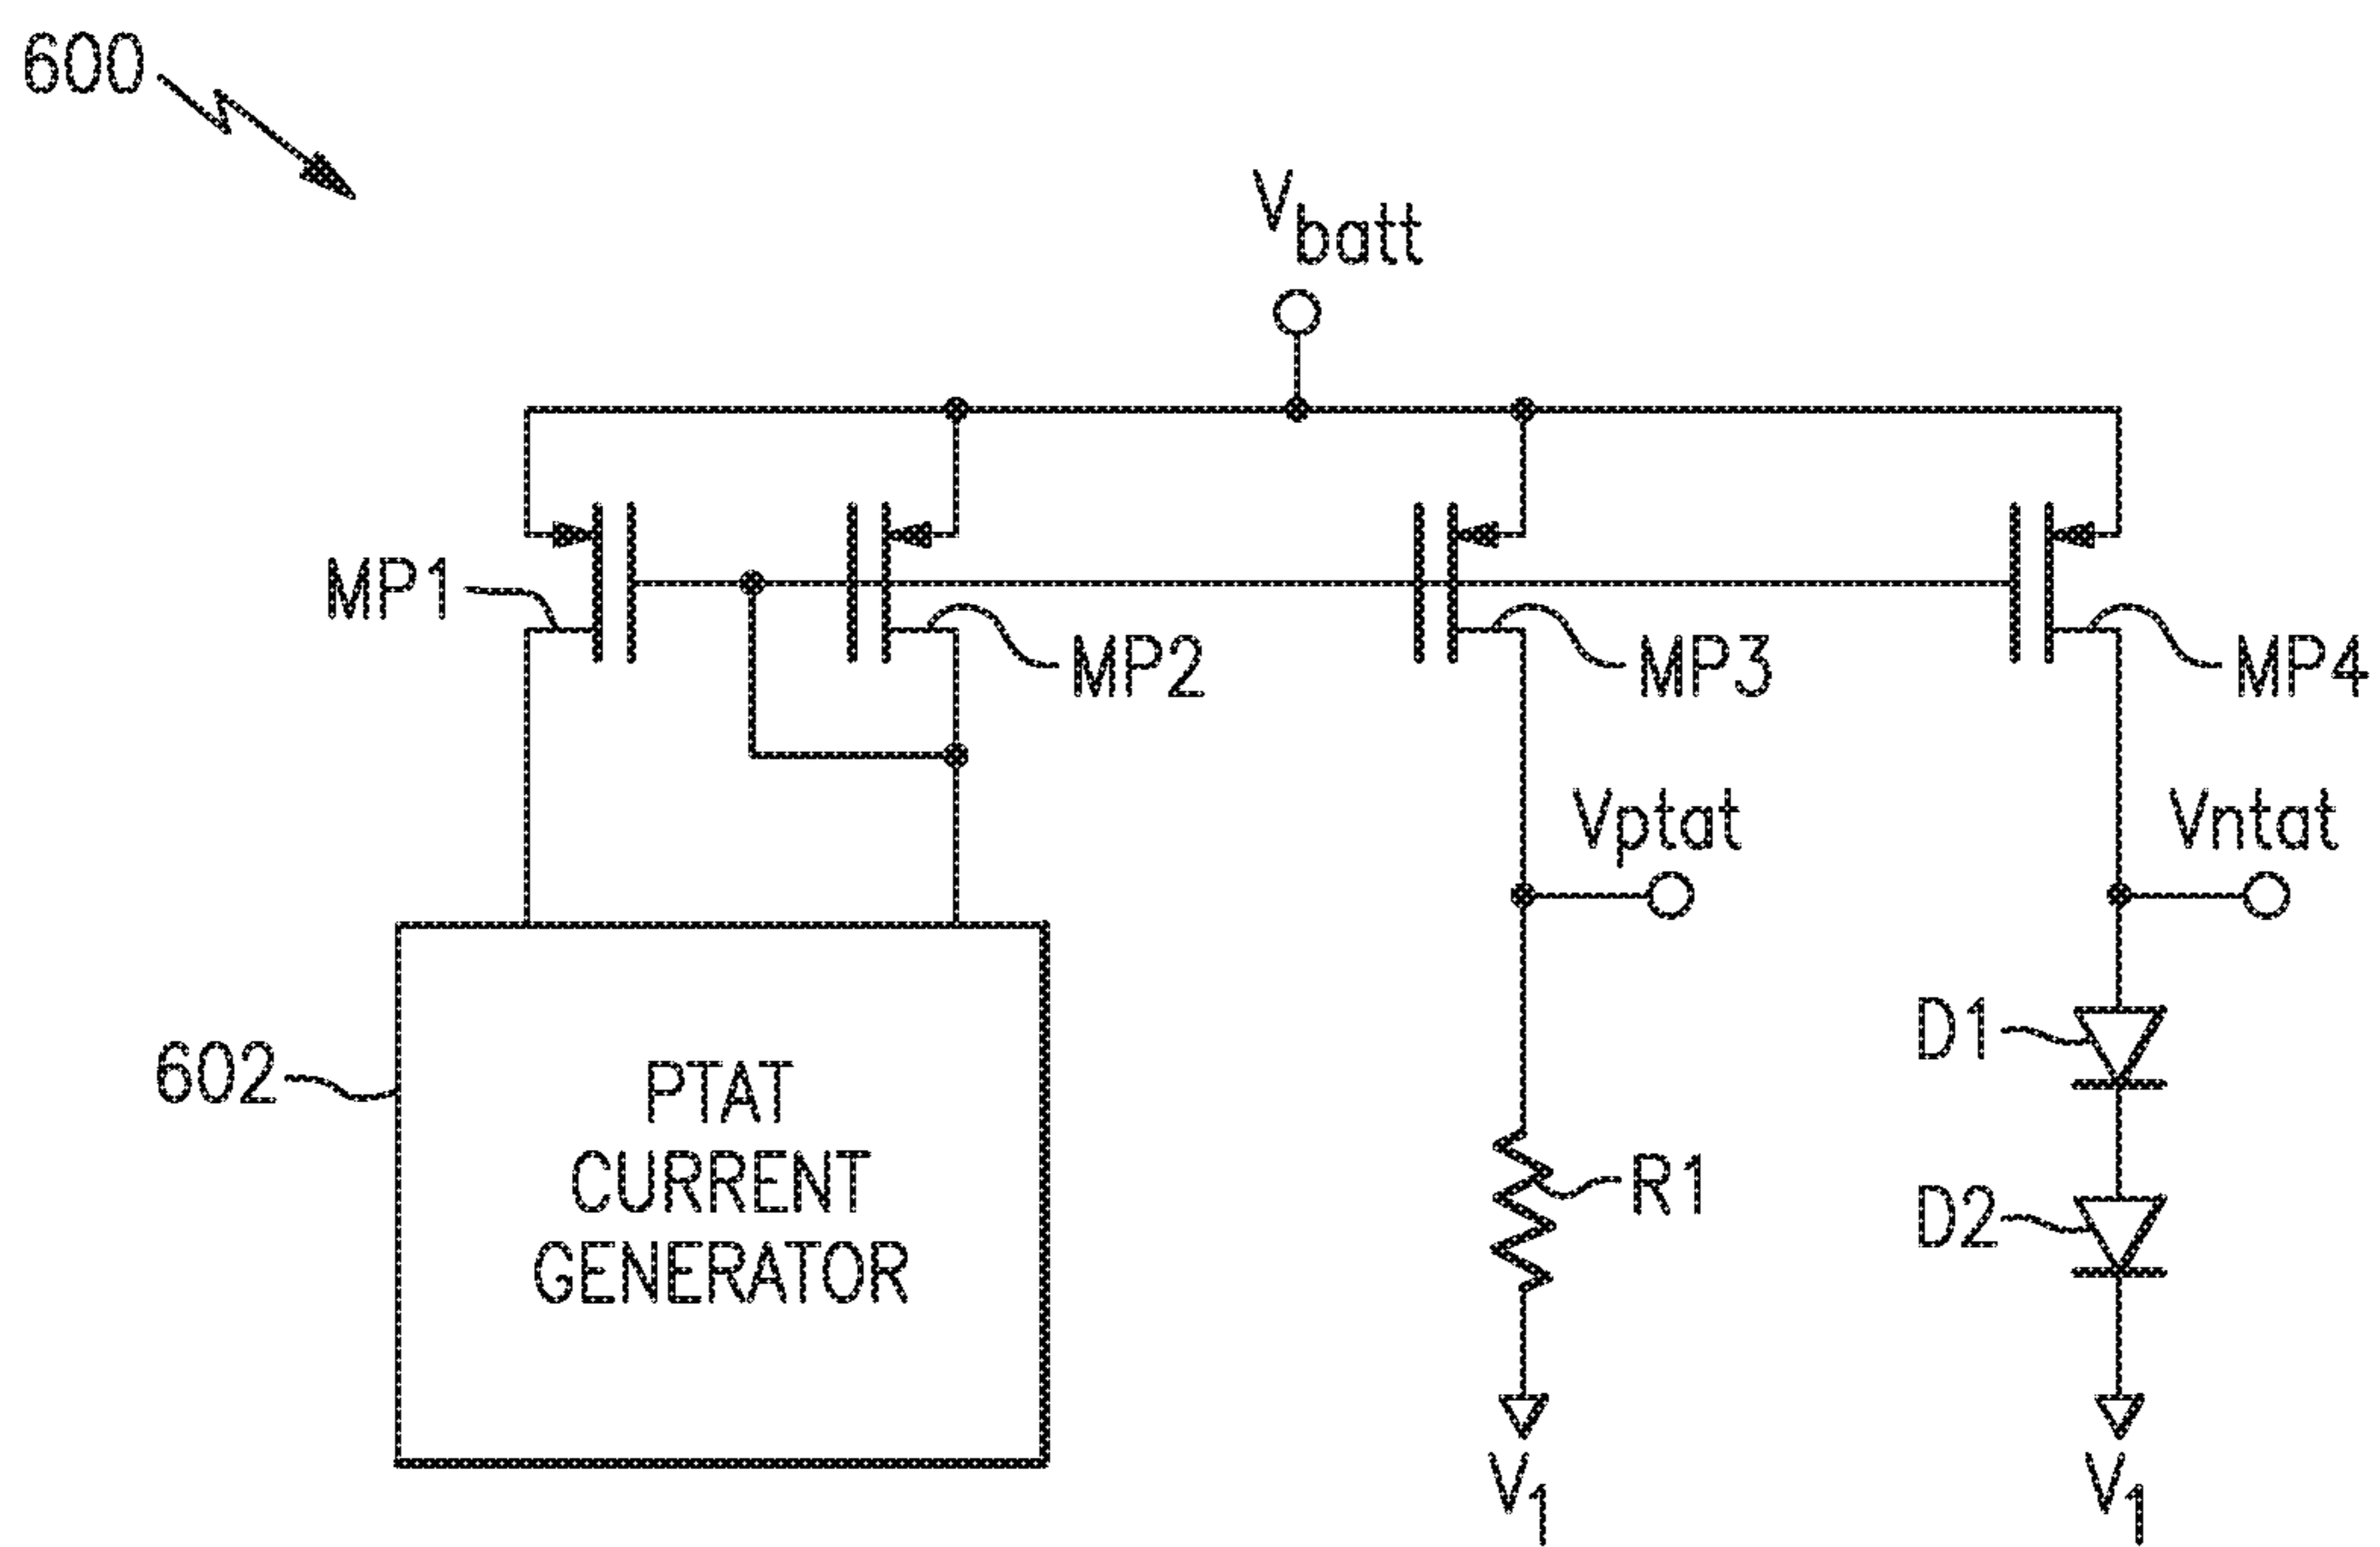 600
Vbatt
MP1
MP2
MP3
MP4
Vptat
Vntat
602
PTAT
CURRENT
GENERATOR
D1
R1
D2
V1
V1